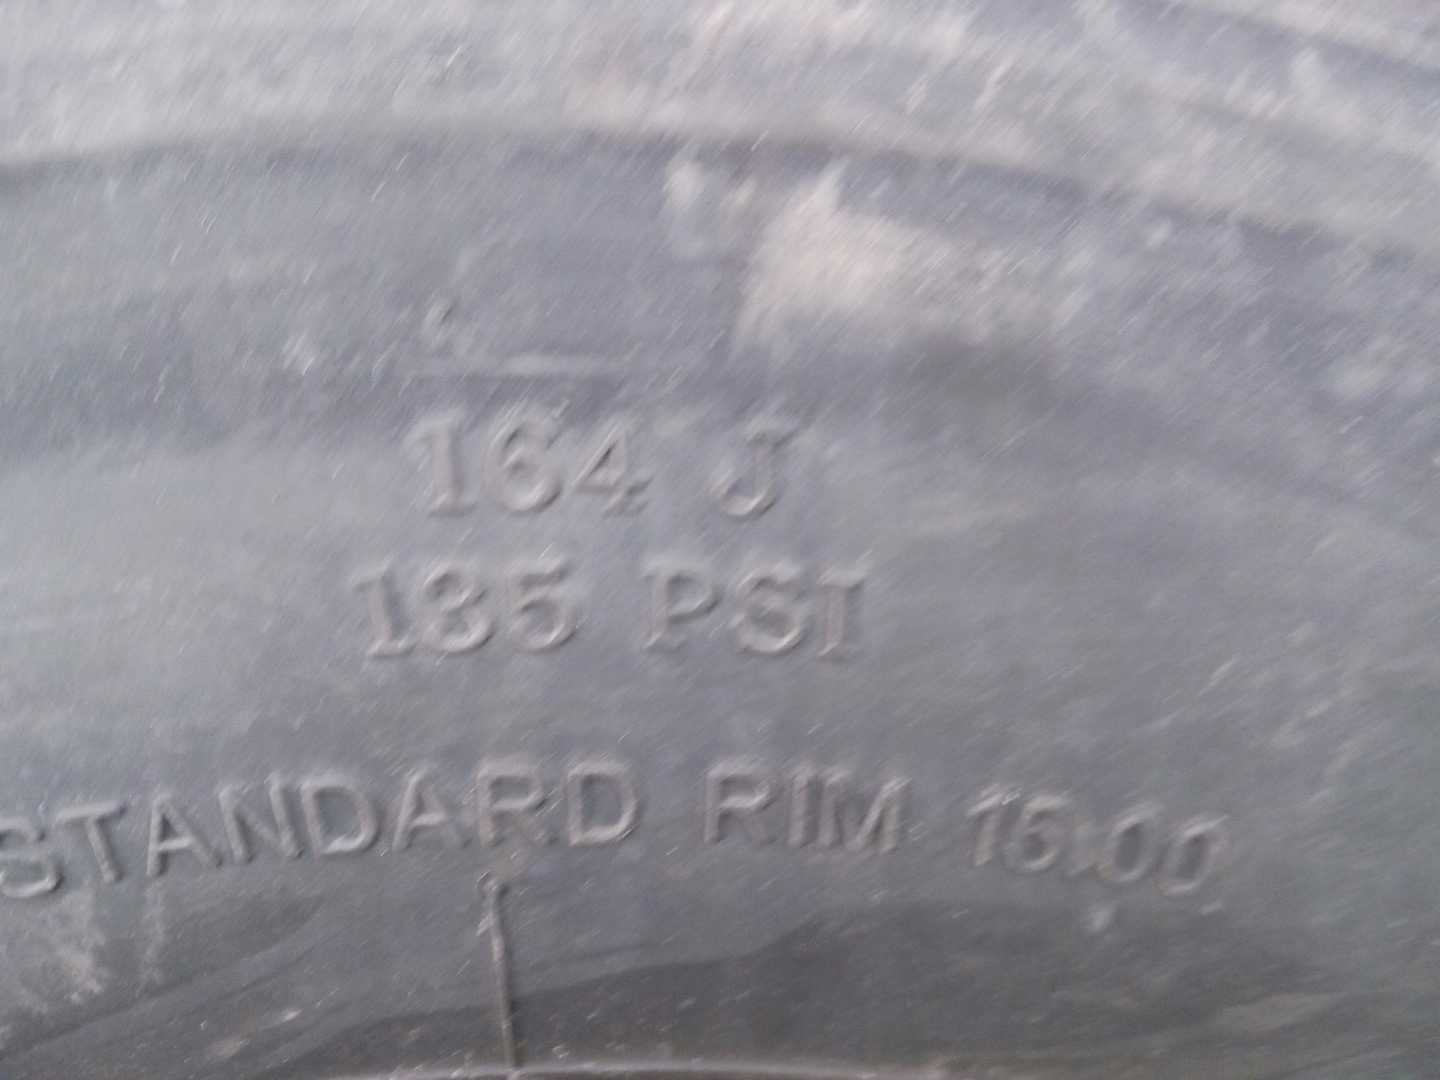 164 J
135 PSI
STANDARD RIM 15.00